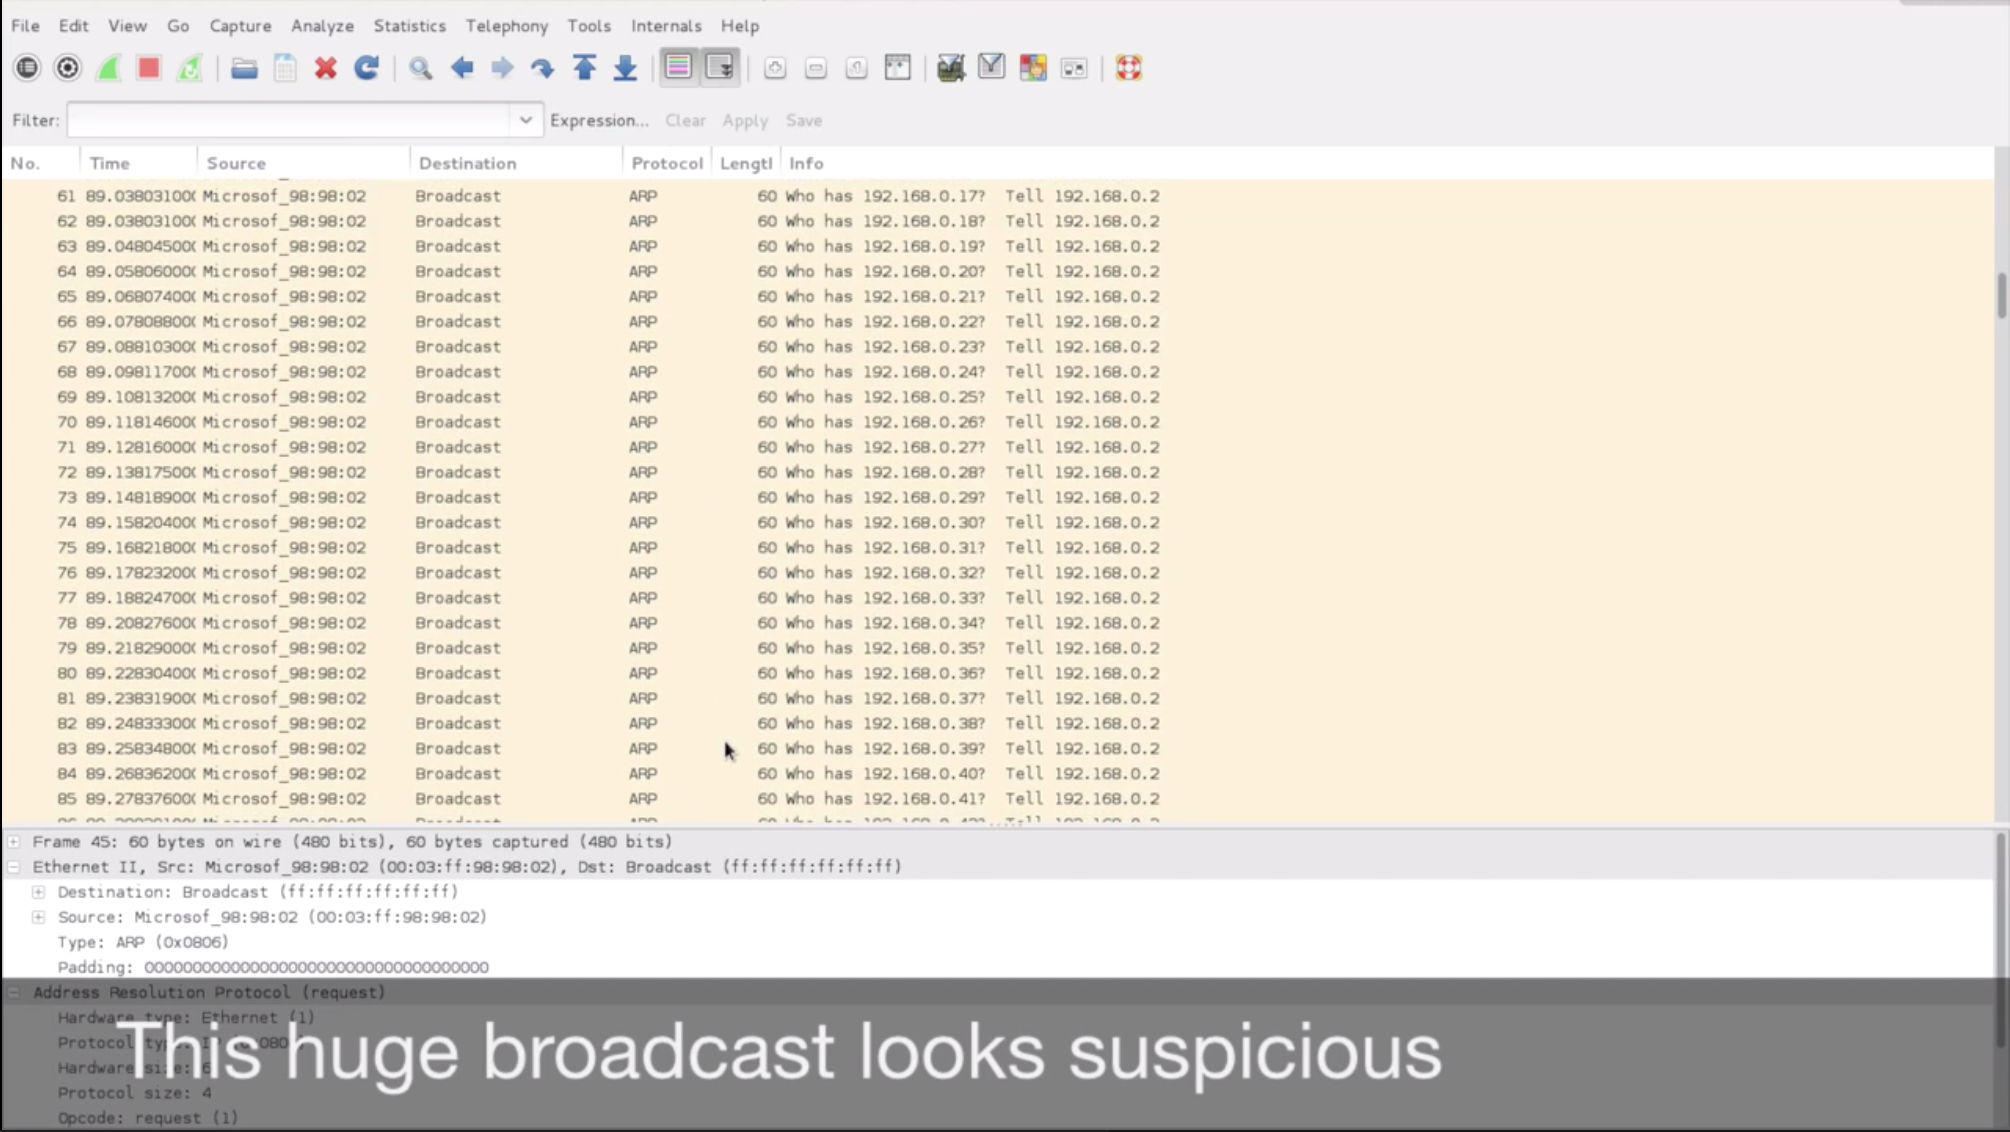 File Edit View Go Capture Analyze Statistics Telephony Tools Internals Help
Filter: Expression... Clear Apply Save
No. Time Source Destination Protocol Lengtl Info
61 89.03803100( Microsof_98:98:02 Broadcast ARP 60 Who has 192.168.0.17? Tell 192.168.0.2
62 89.03803100( Microsof_98:98:02 Broadcast ARP 60 Who has 192.168.0.18? Tell 192.168.0.2
63 89.04804500( Microsof_98:98:02 Broadcast ARP 60 Who has 192.168.0.19? Tell 192.168.0.2
64 89.05806000( Microsof_98:98:02 Broadcast ARP 60 Who has 192.168.0.20? Tell 192.168.0.2
65 89.06807400( Microsof_98:98:02 Broadcast ARP 60 Who has 192.168.0.21? Tell 192.168.0.2
66 89.07808800( Microsof_98:98:02 Broadcast ARP 60 Who has 192.168.0.22? Tell 192.168.0.2
67 89.08810300( Microsof_98:98:02 Broadcast ARP 60 Who has 192.168.0.23? Tell 192.168.0.2
68 89.09811700( Microsof_98:98:02 Broadcast ARP 60 Who has 192.168.0.24? Tell 192.168.0.2
69 89.10813200( Microsof_98:98:02 Broadcast ARP 60 Who has 192.168.0.25? Tell 192.168.0.2
70 89.11814600( Microsof_98:98:02 Broadcast ARP 60 Who has 192.168.0.26? Tell 192.168.0.2
71 89.12816000( Microsof_98:98:02 Broadcast ARP 60 Who has 192.168.0.27? Tell 192.168.0.2
72 89.13817500( Microsof_98:98:02 Broadcast ARP 60 Who has 192.168.0.28? Tell 192.168.0.2
73 89.14818900( Microsof_98:98:02 Broadcast ARP 60 Who has 192.168.0.29? Tell 192.168.0.2
74 89.15820400( Microsof_98:98:02 Broadcast ARP 60 Who has 192.168.0.30? Tell 192.168.0.2
75 89.16821800( Microsof_98:98:02 Broadcast ARP 60 Who has 192.168.0.31? Tell 192.168.0.2
76 89.17823200( Microsof_98:98:02 Broadcast ARP 60 Who has 192.168.0.32? Tell 192.168.0.2
77 89.18824700( Microsof_98:98:02 Broadcast ARP 60 Who has 192.168.0.33? Tell 192.168.0.2
78 89.20827600( Microsof_98:98:02 Broadcast ARP 60 Who has 192.168.0.34? Tell 192.168.0.2
79 89.21829000( Microsof_98:98:02 Broadcast ARP 60 Who has 192.168.0.35? Tell 192.168.0.2
80 89.22830400( Microsof_98:98:02 Broadcast ARP 60 Who has 192.168.0.36? Tell 192.168.0.2
81 89.23831900( Microsof_98:98:02 Broadcast ARP 60 Who has 192.168.0.37? Tell 192.168.0.2
82 89.24833300( Microsof_98:98:02 Broadcast ARP 60 Who has 192.168.0.38? Tell 192.168.0.2
83 89.25834800( Microsof_98:98:02 Broadcast ARP 60 Who has 192.168.0.39? Tell 192.168.0.2
84 89.26836200( Microsof_98:98:02 Broadcast ARP 60 Who has 192.168.0.40? Tell 192.168.0.2
85 89.27837600( Microsof_98:98:02 Broadcast ARP 60 Who has 192.168.0.41? Tell 192.168.0.2
Frame 45: 60 bytes on wire (480 bits), 60 bytes captured (480 bits)
Ethernet II, Src: Microsof_98:98:02 (00:03:ff:98:98:02), Dst: Broadcast (ff:ff:ff:ff:ff:ff)
Destination: Broadcast (ff:ff:ff:ff:ff:ff)
Source: Microsof_98:98:02 (00:03:ff:98:98:02)
Type: ARP (0x0806)
Padding: 000000000000000000000000000000000000
Address Resolution Protocol (request)
Hardware type: Ethernet (1)
Protocol
Hardware
This huge broadcast looks suspicious
Protocol size: 4
Opcode: request (1)